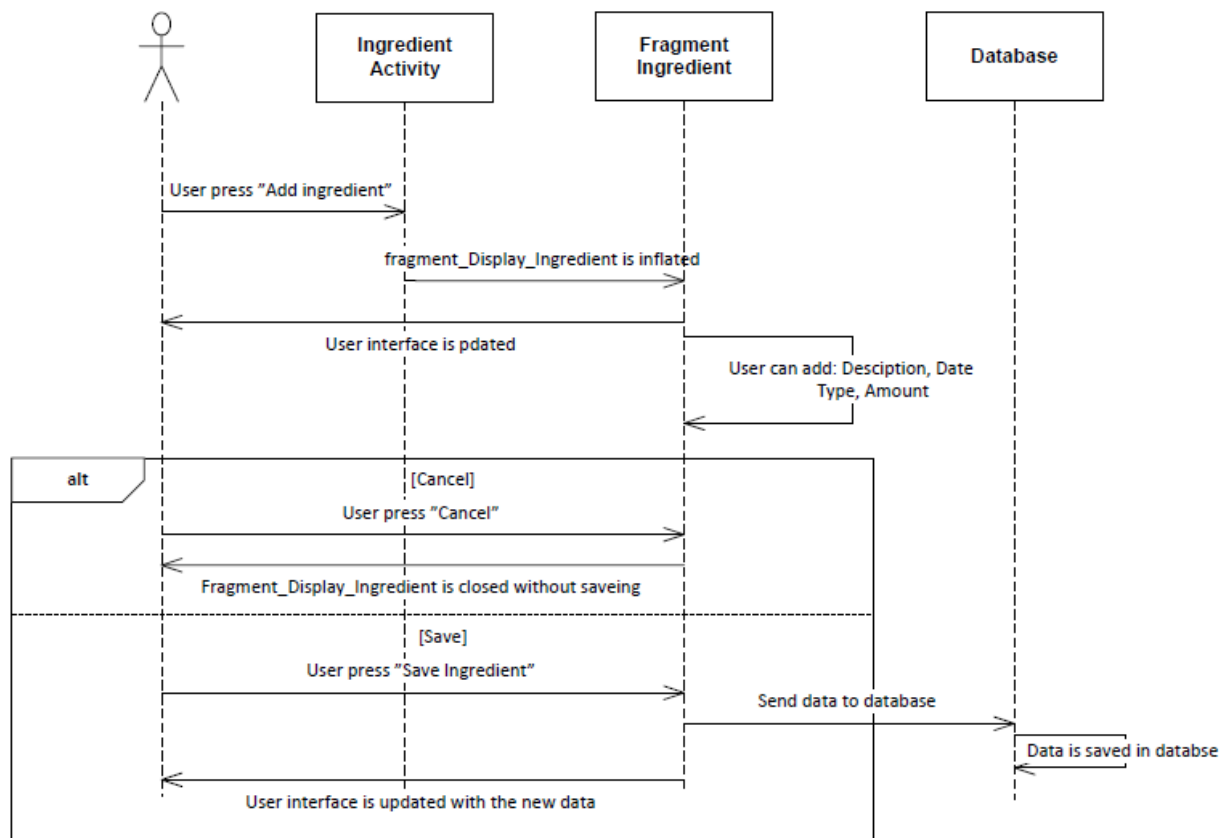 Ingredient
Activity
Fragment
Ingredient
Database
User press ”Add ingredient”
fragment_Display_Ingredient is inflated
User interface is pdated
User can add: Desciption, Date
Type, Amount
alt
[Cancel]
User press ”Cancel”
Fragment_Display_Ingredient is closed without saveing
[Save]
User press ”Save Ingredient”
Send data to database
Data is saved in databse
User interface is updated with the new data